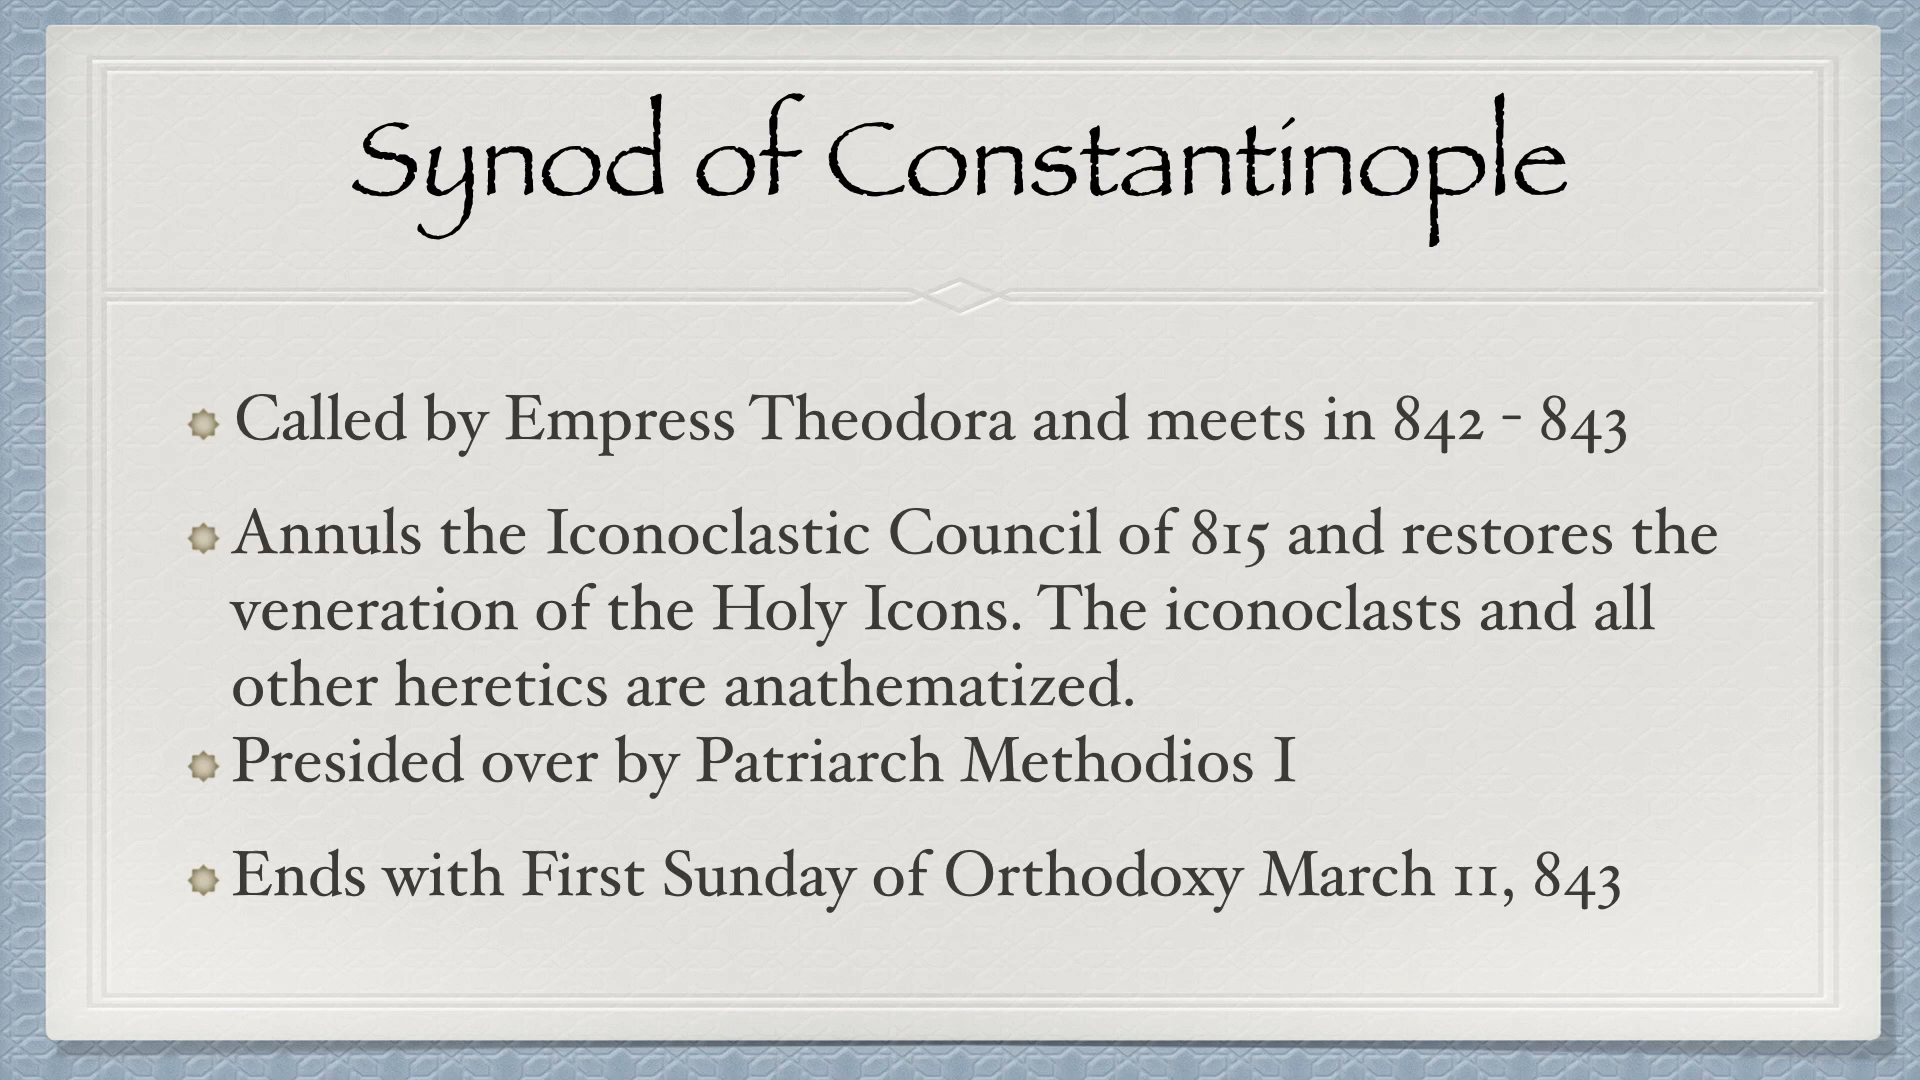 Synod of Constantinople
Called by Empress Theodora and meets in 842 - 843
Annuls the Iconoclastic Council of 815 and restores the
veneration of the Holy Icons. The iconoclasts and all
other heretics are anathematized.
Presided over by Patriarch Methodios I
Ends with First Sunday of Orthodoxy March 11, 843